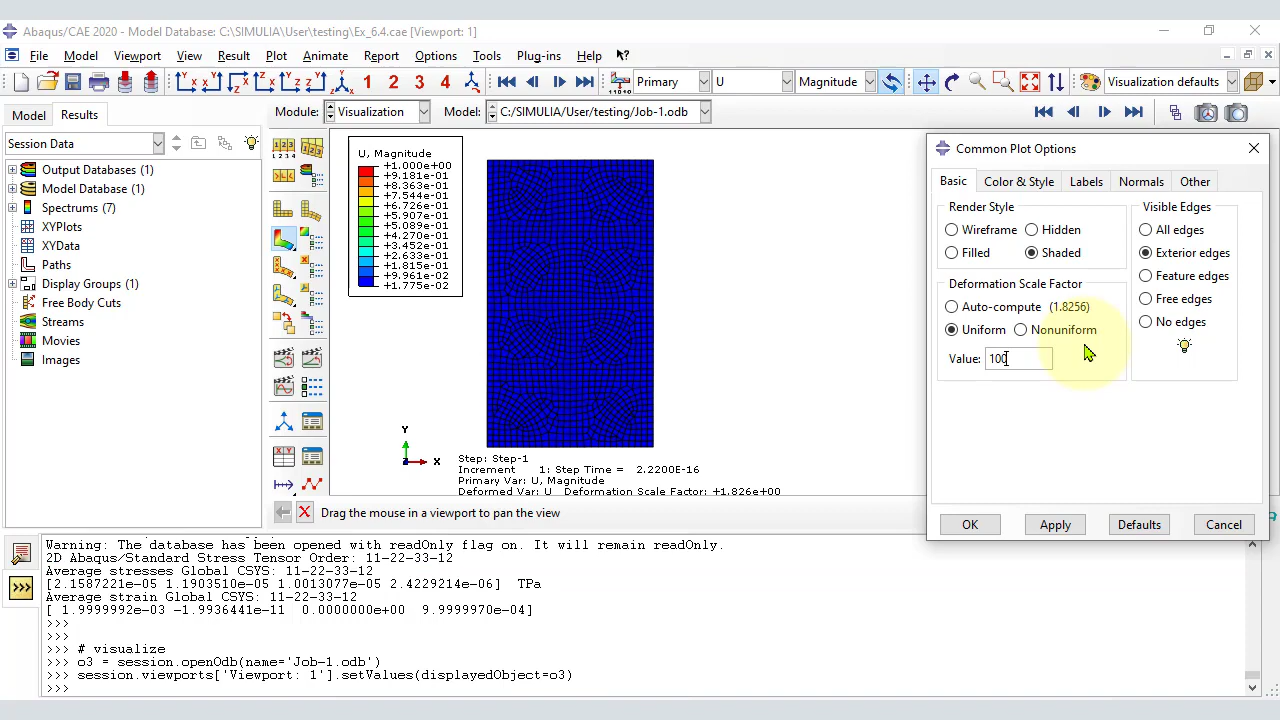 Abaqus/CAE 2020 - Model Database: C:\SIMULIA\User\testing\Ex_6.4.cae [Viewport: 1]
File Model Viewport View Result Plot Animate Report Options Tools Plug-ins Help
1 2 3 4 Primary U Magnitude Visualization defaults
Model Results Module: Visualization Model: C:/SIMULIA/User/testing/Job-1.odb
Session Data
Output Databases (1)
Model Database (1)
Spectrums (7)
XYPlots
XYData
Paths
Display Groups (1)
Free Body Cuts
Streams
Movies
Images
U, Magnitude
+1.000e+00
+9.181e-01
+8.363e-01
+7.544e-01
+6.726e-01
+5.907e-01
+5.089e-01
+4.270e-01
+3.452e-01
+2.633e-01
+1.815e-01
+9.961e-02
+1.775e-02
Y
X
Step: Step-1
Increment 1: Step Time = 2.2200E-16
Primary Var: U, Magnitude
Deformed Var: U Deformation Scale Factor: +1.826e+00
Drag the mouse in a viewport to pan the view
Common Plot Options
Basic Color & Style Labels Normals Other
Render Style
Wireframe Hidden
Filled Shaded
Deformation Scale Factor
Auto-compute (1.8256)
Uniform Nonuniform
Value: 100
Visible Edges
All edges
Exterior edges
Feature edges
Free edges
No edges
OK Apply Defaults Cancel
Warning: The database has been opened with readOnly flag on. It will remain readOnly.
2D Abaqus/Standard Stress Tensor Order: 11-22-33-12
Average stresses Global CSYS: 11-22-33-12
[2.1587221e-05 1.1903510e-05 1.0013077e-05 2.4229214e-06] TPa
Average strain Global CSYS: 11-22-33-12
[ 1.9999992e-03 -1.9936441e-11 0.0000000e+00 9.9999970e-04]
>>>
>>>
>>> # visualize
>>> o3 = session.openOdb(name='Job-1.odb')
>>> session.viewports['Viewport: 1'].setValues(displayedObject=o3)
>>>